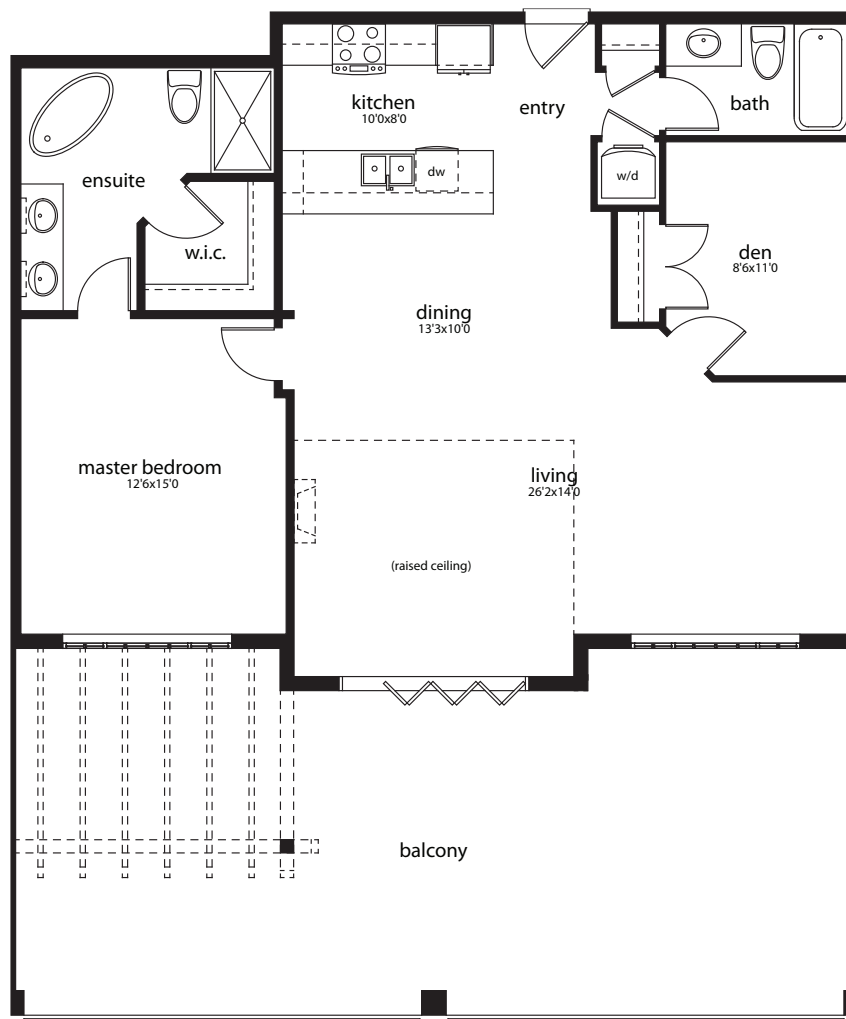 kitchen
10'0x8'0
entry
bath
ensuite
dw
w/d
w.i.c.
den
8'6x11'0
dining
13'3x10'0
master bedroom
12'6x15'0
living
26'2x14'0
(raised ceiling)
balcony